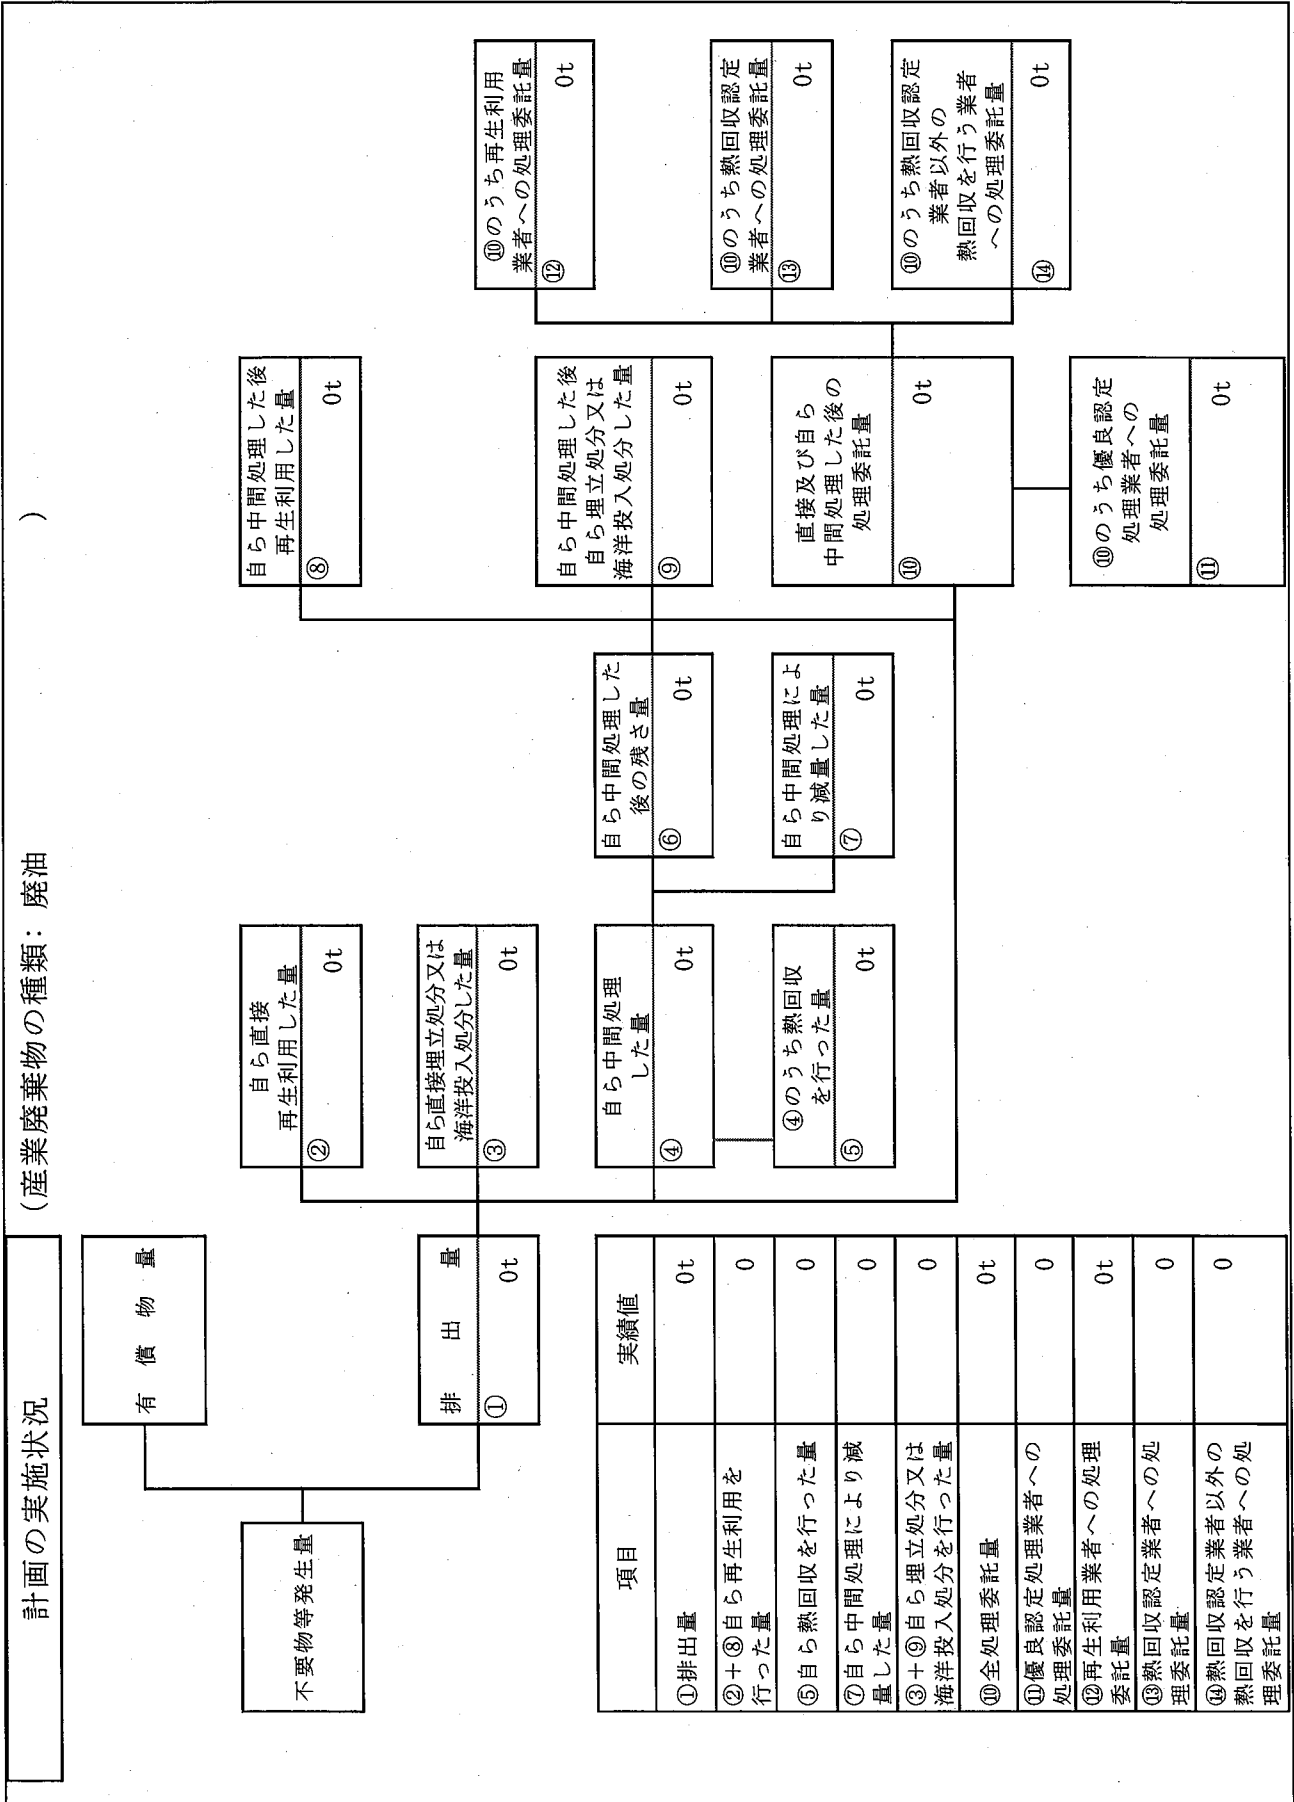 計画の実施状況
(産業廃棄物の種類：廃油 )
有償物量
不要物等発生量
排出量
① 0t
自ら直接
再生利用した量
② 0t
自ら直接埋立処分又は
海洋投入処分した量
③ 0t
自ら中間処理
した量
④ 0t
④のうち熱回収
を行った量
⑤ 0t
自ら中間処理した
後の残さ量
⑥ 0t
自ら中間処理によ
り減量した量
⑦ 0t
自ら中間処理した後
再生利用した量
⑧ 0t
自ら中間処理した後
自ら埋立処分又は
海洋投入処分した量
⑨ 0t
直接及び自ら
中間処理した後の
処理委託量
⑩ 0t
⑩のうち優良認定
処理業者への
処理委託量
⑪ 0t
⑩のうち再生利用
業者への処理委託量
⑫ 0t
⑩のうち熱回収認定
業者への処理委託量
⑬ 0t
⑩のうち熱回収認定
業者以外の
熱回収を行う業者
への処理委託量
⑭ 0t
項目 実績値
①排出量 0t
②+⑧自ら再生利用を
行った量 0
⑤自ら熱回収を行った量 0
⑦自ら中間処理により減
量した量 0
③+⑨自ら埋立処分又は
海洋投入処分を行った量 0
⑩全処理委託量 0t
⑪優良認定処理業者への
処理委託量 0
⑫再生利用業者への処理
委託量 0t
⑬熱回収認定業者への処
理委託量 0
⑭熱回収認定業者以外の
熱回収を行う業者への処
理委託量 0